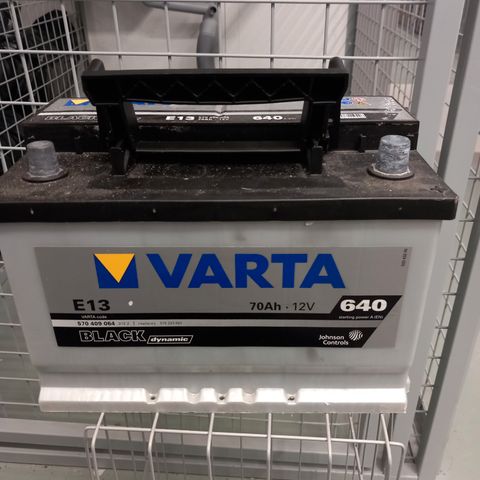 BLACK E13 640
VARTA
E13 70Ah · 12V 640
VARTA-code starting power A (EN)
570 409 064
BLACK dynamic
Johnson
Controls